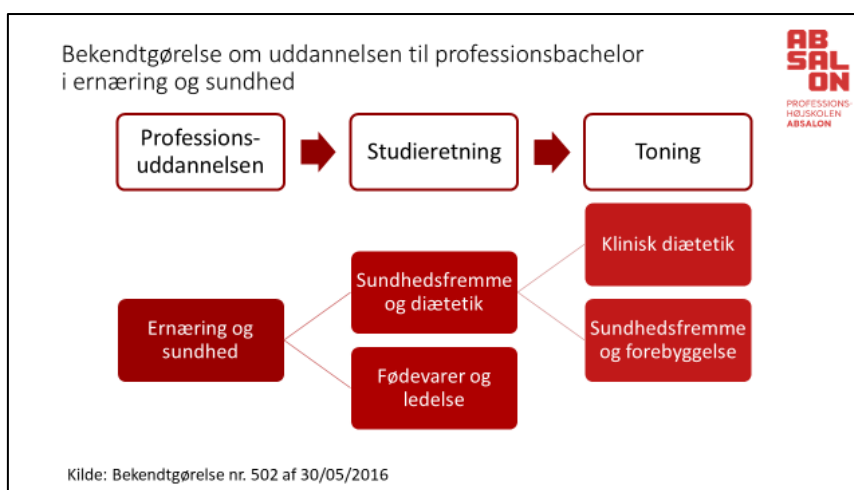 Bekendtgørelse om uddannelsen til professionsbachelor
i ernæring og sundhed
AB
SAL
ON
PROFESSIONS-
HØJSKOLEN
ABSALON
Professions-
uddannelsen
Studieretning
Toning
Klinisk diætetik
Sundhedsfremme
og diætetik
Ernæring og
sundhed
Sundhedsfremme
og forebyggelse
Fødevarer og
ledelse
Kilde: Bekendtgørelse nr. 502 af 30/05/2016